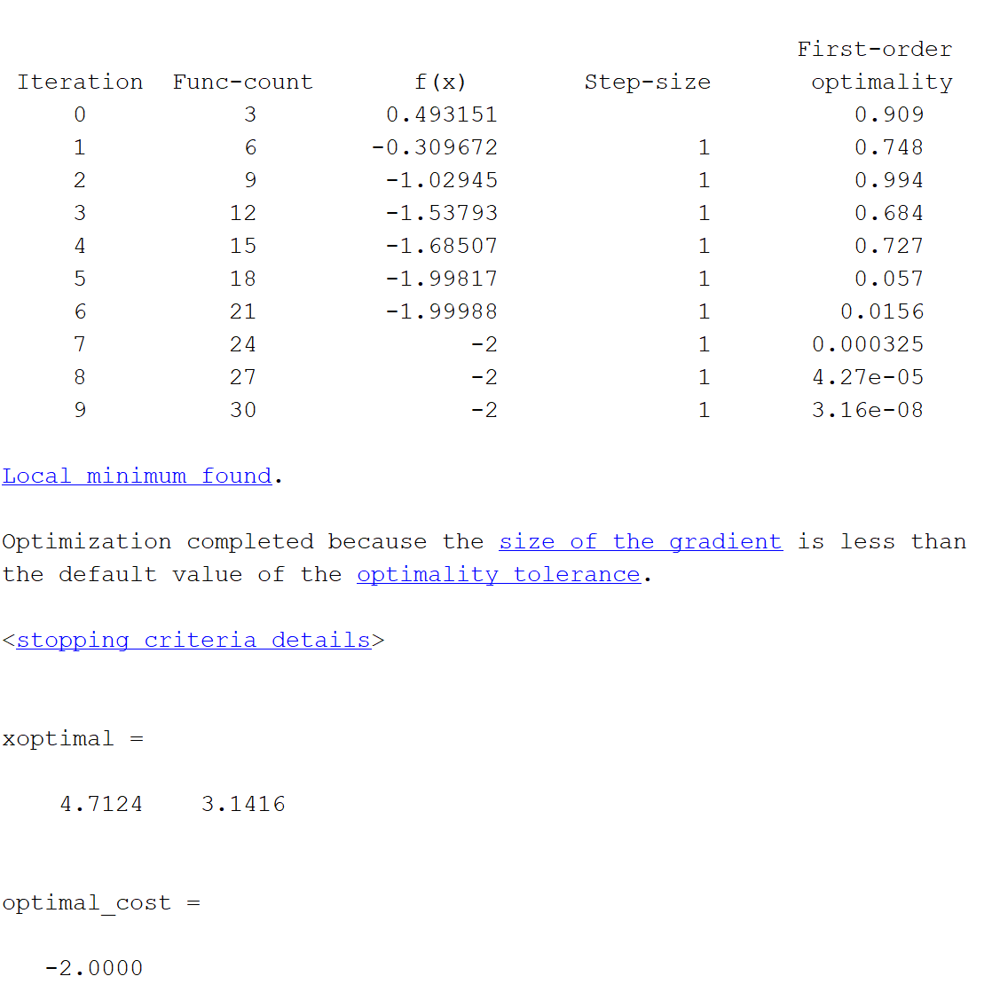 First-order
Iteration Func-count f(x) Step-size optimality
0 3 0.493151 0.909
1 6 -0.309672 1 0.748
2 9 -1.02945 1 0.994
3 12 -1.53793 1 0.684
4 15 -1.68507 1 0.727
5 18 -1.99817 1 0.057
6 21 -1.99988 1 0.0156
7 24 -2 1 0.000325
8 27 -2 1 4.27e-05
9 30 -2 1 3.16e-08
Local minimum found.
Optimization completed because the size of the gradient is less than
the default value of the optimality tolerance.
<stopping criteria details>
xoptimal =
4.7124 3.1416
optimal_cost =
-2.0000